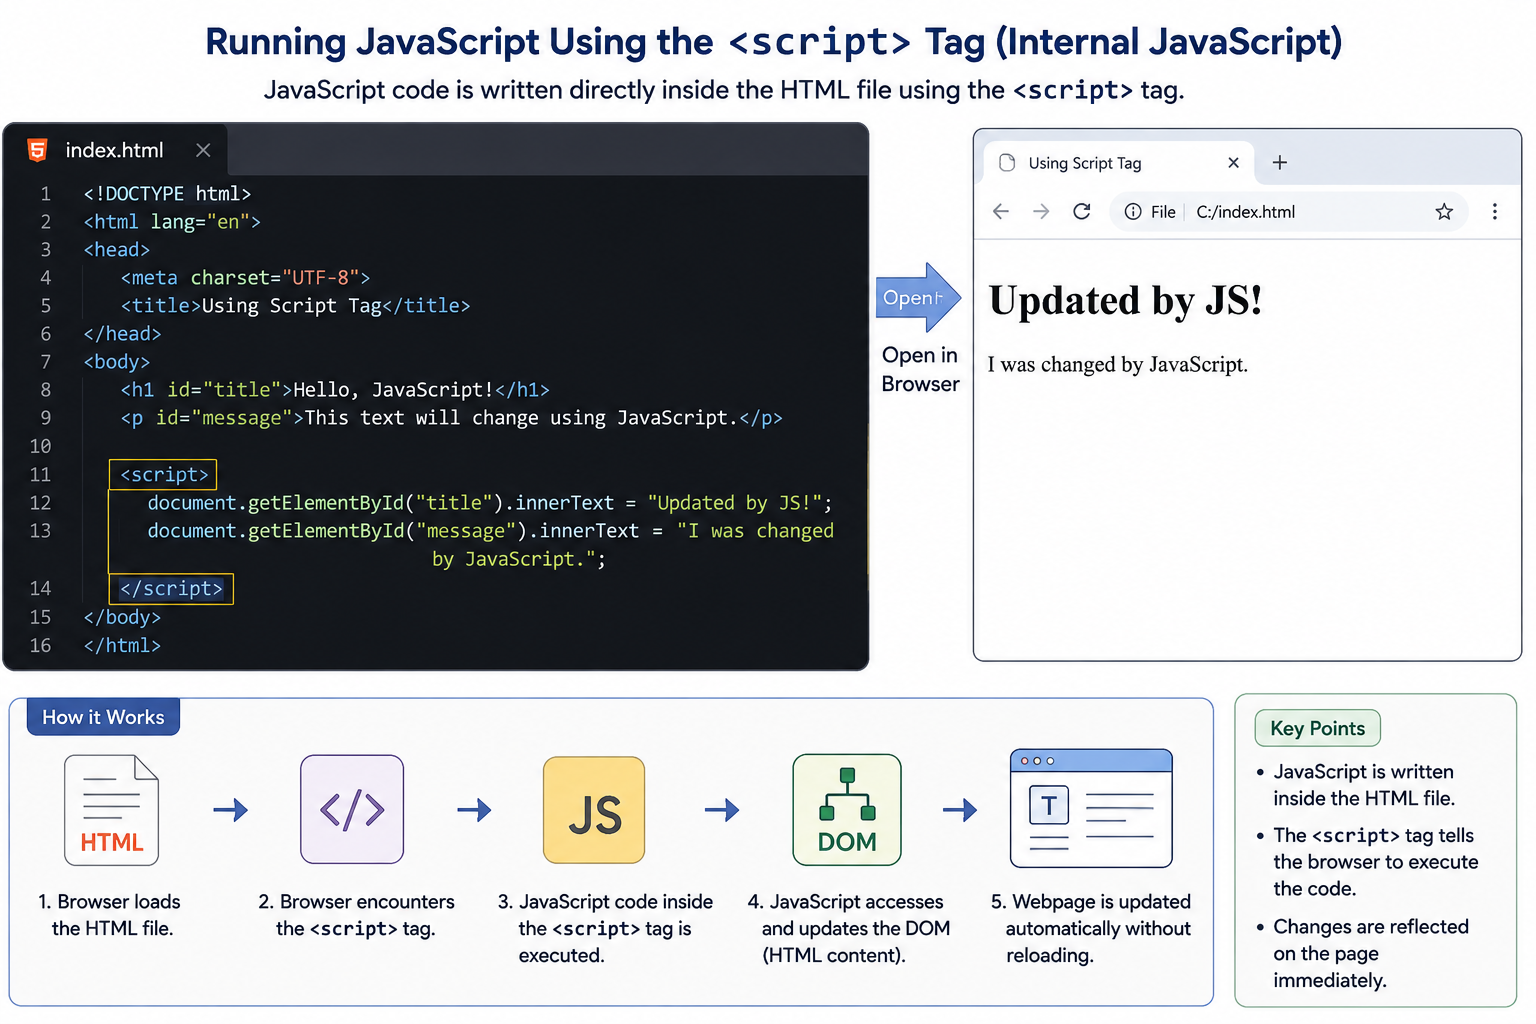 Running JavaScript Using the <script> Tag (Internal JavaScript)
JavaScript code is written directly inside the HTML file using the <script> tag.
index.html
1 <!DOCTYPE html>
2 <html lang="en">
3 <head>
4 <meta charset="UTF-8">
5 <title>Using Script Tag</title>
6 </head>
7 <body>
8 <h1 id="title">Hello, JavaScript!</h1>
9 <p id="message">This text will change using JavaScript.</p>
10
11 <script>
12 document.getElementById("title").innerText = "Updated by JS!";
13 document.getElementById("message").innerText = "I was changed
by JavaScript.";
14 </script>
15 </body>
16 </html>
Open
Open in
Browser
Using Script Tag
File C:/index.html
Updated by JS!
I was changed by JavaScript.
How it Works
HTML
1. Browser loads
the HTML file.
</>
2. Browser encounters
the <script> tag.
JS
3. JavaScript code inside
the <script> tag is
executed.
DOM
4. JavaScript accesses
and updates the DOM
(HTML content).
T
5. Webpage is updated
automatically without
reloading.
Key Points
• JavaScript is written
inside the HTML file.
• The <script> tag tells
the browser to execute
the code.
• Changes are reflected
on the page
immediately.